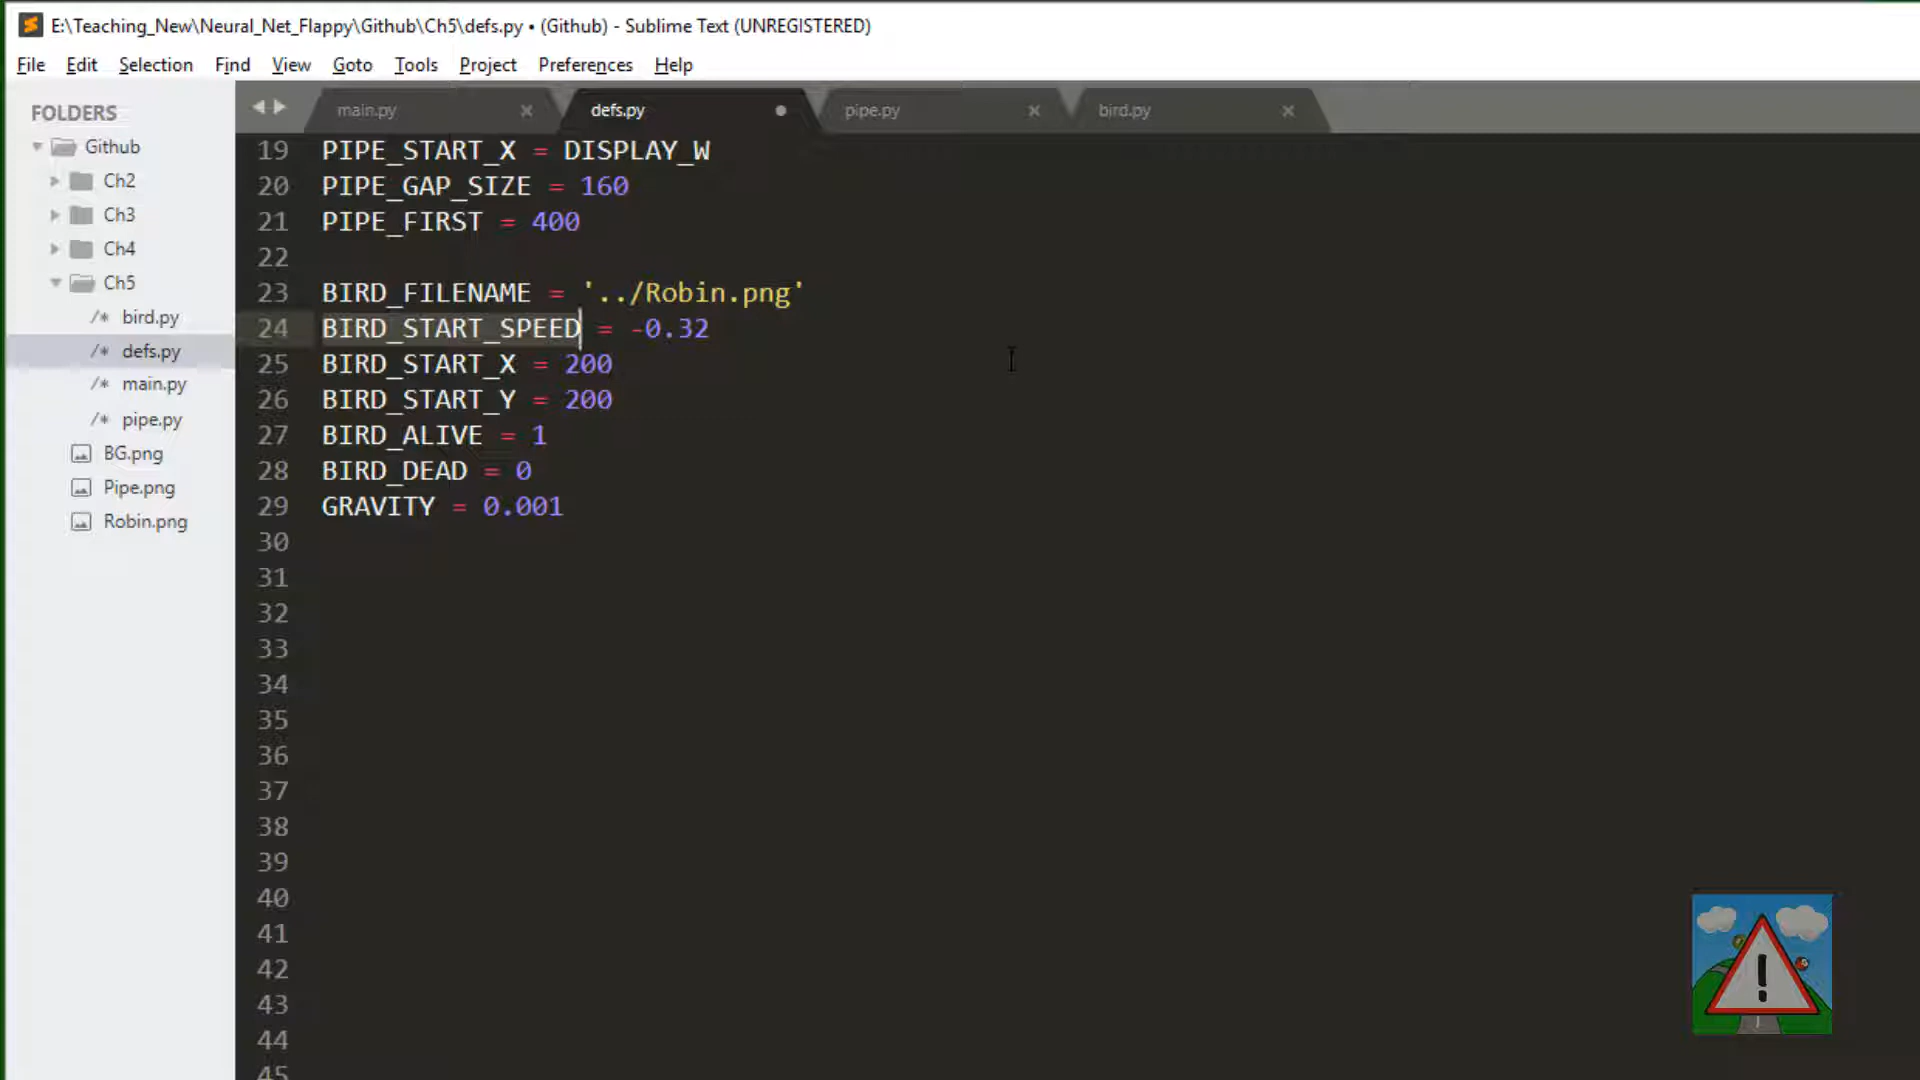 E:\Teaching_New\Neural_Net_Flappy\Github\Ch5\defs.py • (Github) - Sublime Text (UNREGISTERED)
File Edit Selection Find View Goto Tools Project Preferences Help
FOLDERS
Github
Ch2
Ch3
Ch4
Ch5
/* bird.py
/* defs.py
/* main.py
/* pipe.py
BG.png
Pipe.png
Robin.png
main.py × defs.py • pipe.py × bird.py ×
19 PIPE_START_X = DISPLAY_W
20 PIPE_GAP_SIZE = 160
21 PIPE_FIRST = 400
22
23 BIRD_FILENAME = '../Robin.png'
24 BIRD_START_SPEED = -0.32
25 BIRD_START_X = 200
26 BIRD_START_Y = 200
27 BIRD_ALIVE = 1
28 BIRD_DEAD = 0
29 GRAVITY = 0.001
30
31
32
33
34
35
36
37
38
39
40
41
42
43
44
45
!